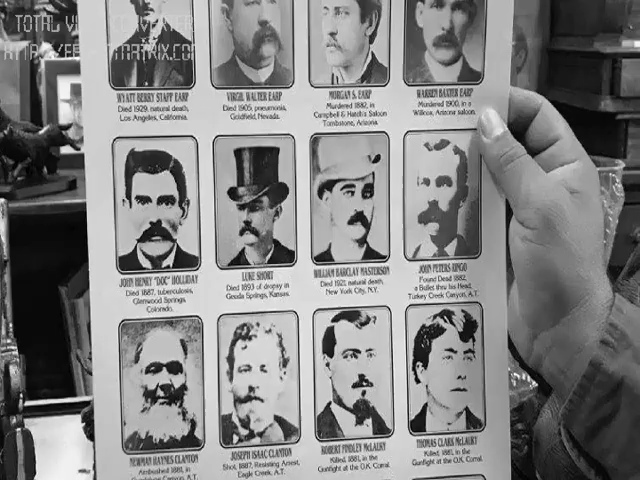 TOTAL VIDEO CONVERTER
WYATT BERRY STAPP EARP
Died 1929, natural death,
Los Angeles, California.
VIRGIL WALTER EARP
Died 1905, pneumonia,
Goldfield, Nevada.
MORGAN S. EARP
Murdered 1882, in
Campbell & Hatch's Saloon
Tombstone, Arizona
WARREN BAXTER EARP
Murdered 1900, in a
Willcox, Arizona saloon.
JOHN HENRY "DOC" HOLLIDAY
Died 1887, tuberculosis,
Glenwood Springs,
Colorado.
LUKE SHORT
Died 1893 of dropsy in
Geuda Springs, Kansas.
WILLIAM BARCLAY MASTERSON
Died 1921 natural death,
New York City, N.Y.
JOHN PETERS RINGO
Found Dead 1882,
a Bullet thru his Head,
Turkey Creek Canyon, A.T.
NEWMAN HAYNES CLANTON
Ambushed 1881, in
Canyon, A.T.
JOSEPH ISAAC CLANTON
Shot, 1887, Resisting Arrest,
Eagle Creek, A.T.
ROBERT FINDLEY McLAURY
Killed, 1881, in the
Gunfight at the O.K. Corral.
THOMAS CLARK McLAURY
Killed, 1881, in the
Gunfight at the O.K. Corral.